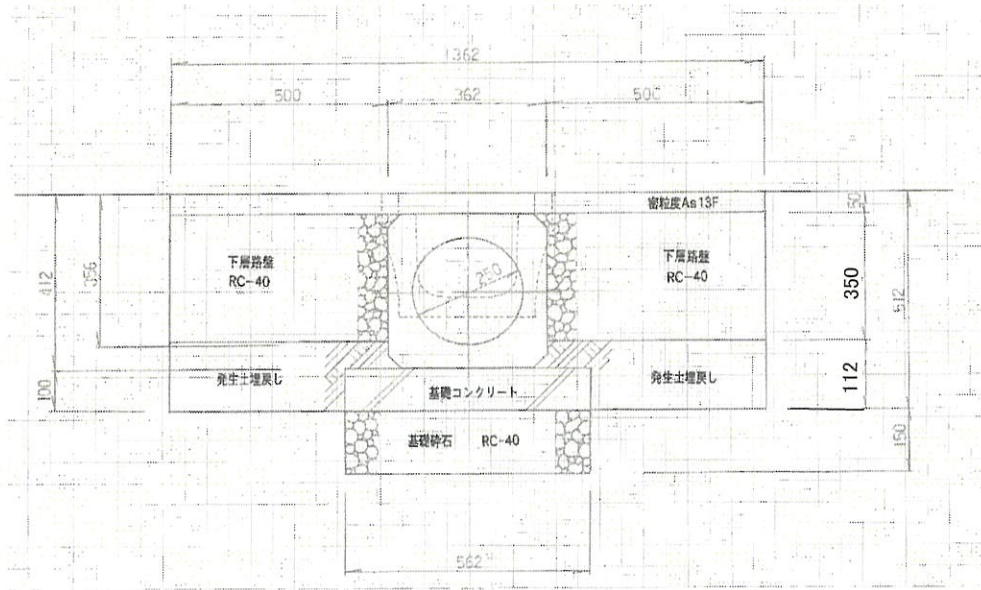 1362
500
362
500
密粒度As13F
50
下層路盤
RC-40
下層路盤
RC-40
250
412
356
350
512
発生土埋戻し
発生土埋戻し
100
112
基礎コンクリート
基礎砕石 RC-40
150
562